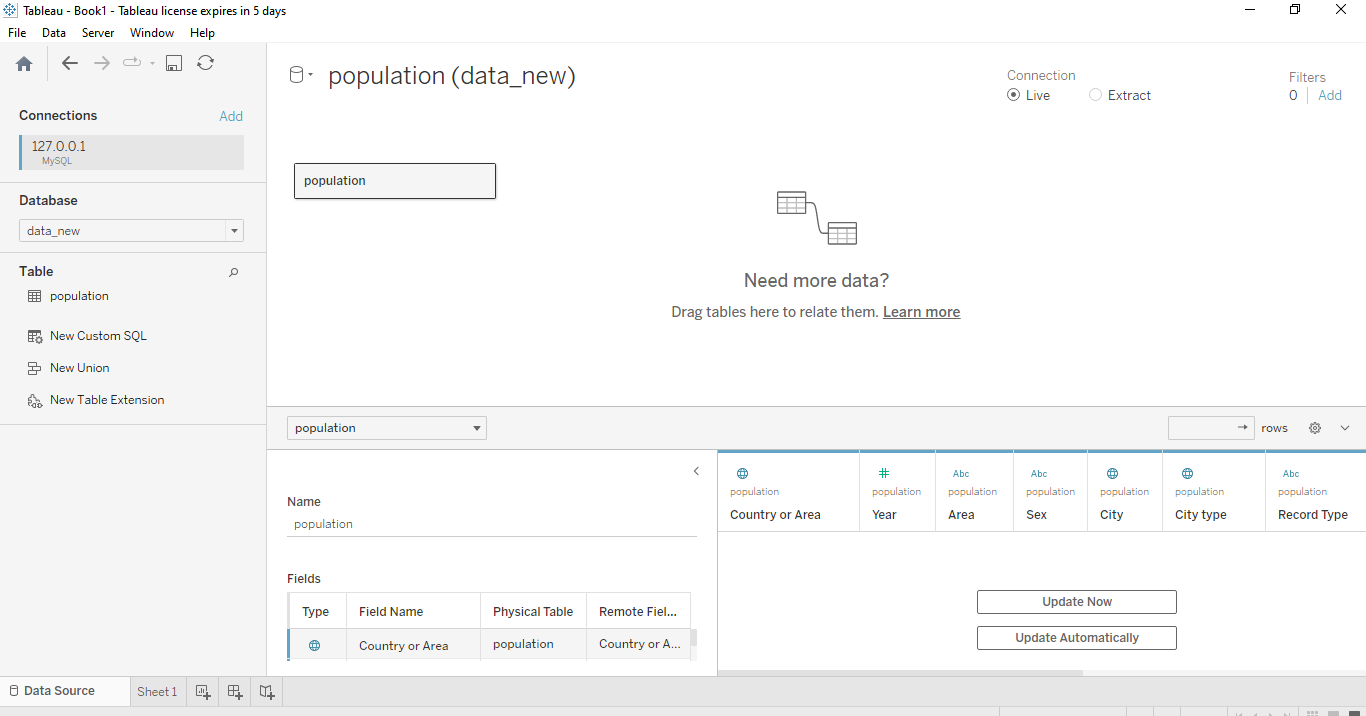 Tableau - Book1 - Tableau license expires in 5 days
File Data Server Window Help
Connections Add
127.0.0.1
MySQL
Database
data_new
Table
population
New Custom SQL
New Union
New Table Extension
population (data_new)
Connection
Live Extract
Filters
0 Add
population
Need more data?
Drag tables here to relate them. Learn more
population
rows
Name
population
Fields
Type Field Name Physical Table Remote Fiel...
Country or Area population Country or A...
Abc Abc Abc
population population population population population population population
Country or Area Year Area Sex City City type Record Type
Update Now
Update Automatically
Data Source Sheet 1